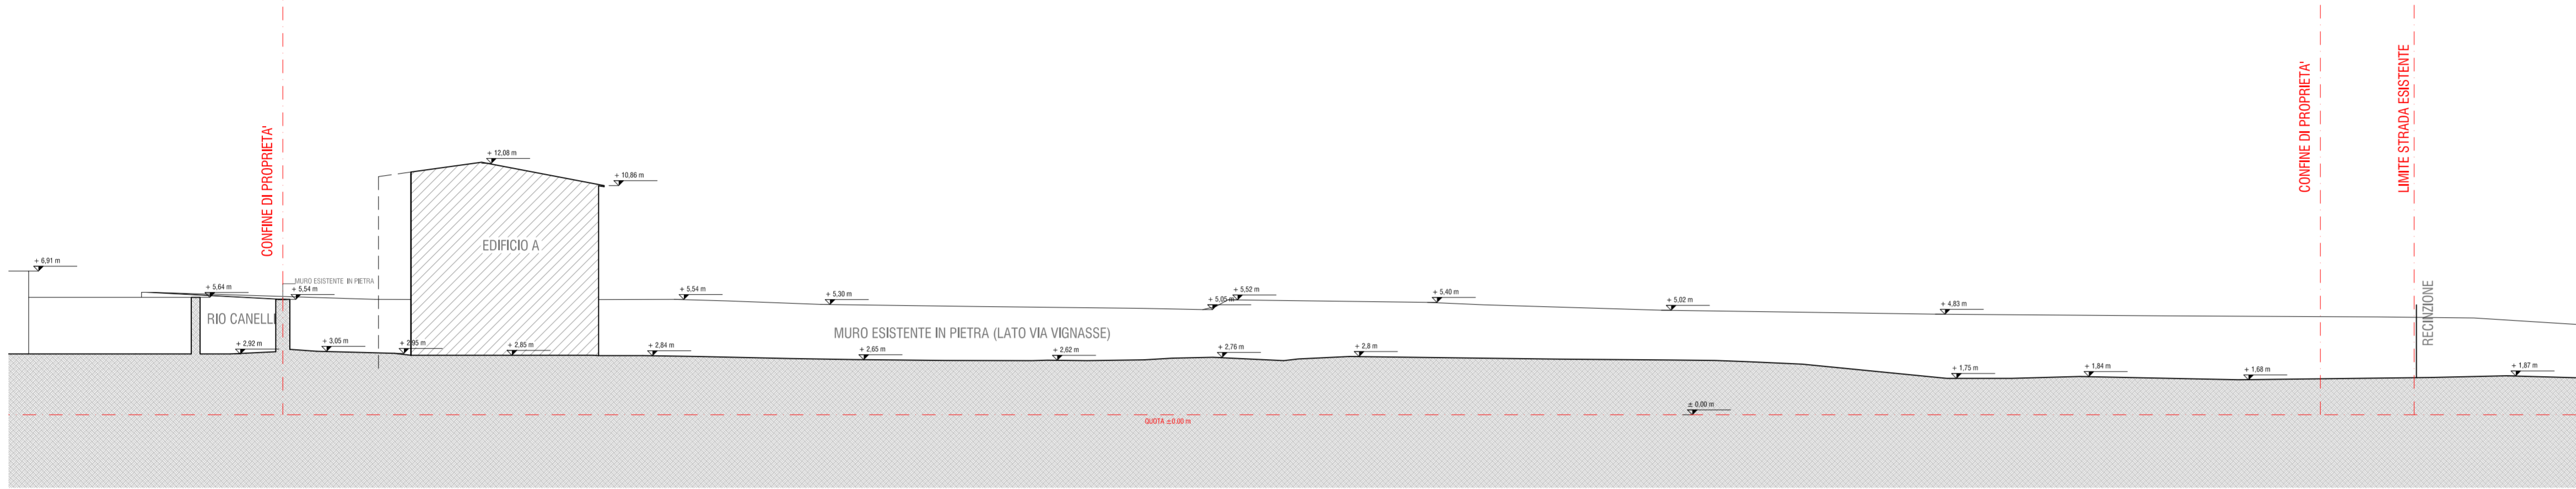 CONFINE DI PROPRIETA'
CONFINE DI PROPRIETA'
LIMITE STRADA ESISTENTE
+ 12,08 m
+ 10,86 m
EDIFICIO A
+ 6,91 m
MURO ESISTENTE IN PIETRA
+ 5,64 m
+ 5,54 m
+ 5,54 m
+ 5,30 m
+ 5,05 m
+ 5,52 m
+ 5,40 m
+ 5,02 m
+ 4,83 m
RECINZIONE
RIO CANELLI
MURO ESISTENTE IN PIETRA (LATO VIA VIGNASSE)
+ 2,92 m
+ 3,05 m
+ 2,95 m
+ 2,85 m
+ 2,84 m
+ 2,65 m
+ 2,62 m
+ 2,76 m
+ 2,8 m
+ 1,75 m
+ 1,84 m
+ 1,68 m
+ 1,87 m
± 0,00 m
QUOTA ±0.00 m